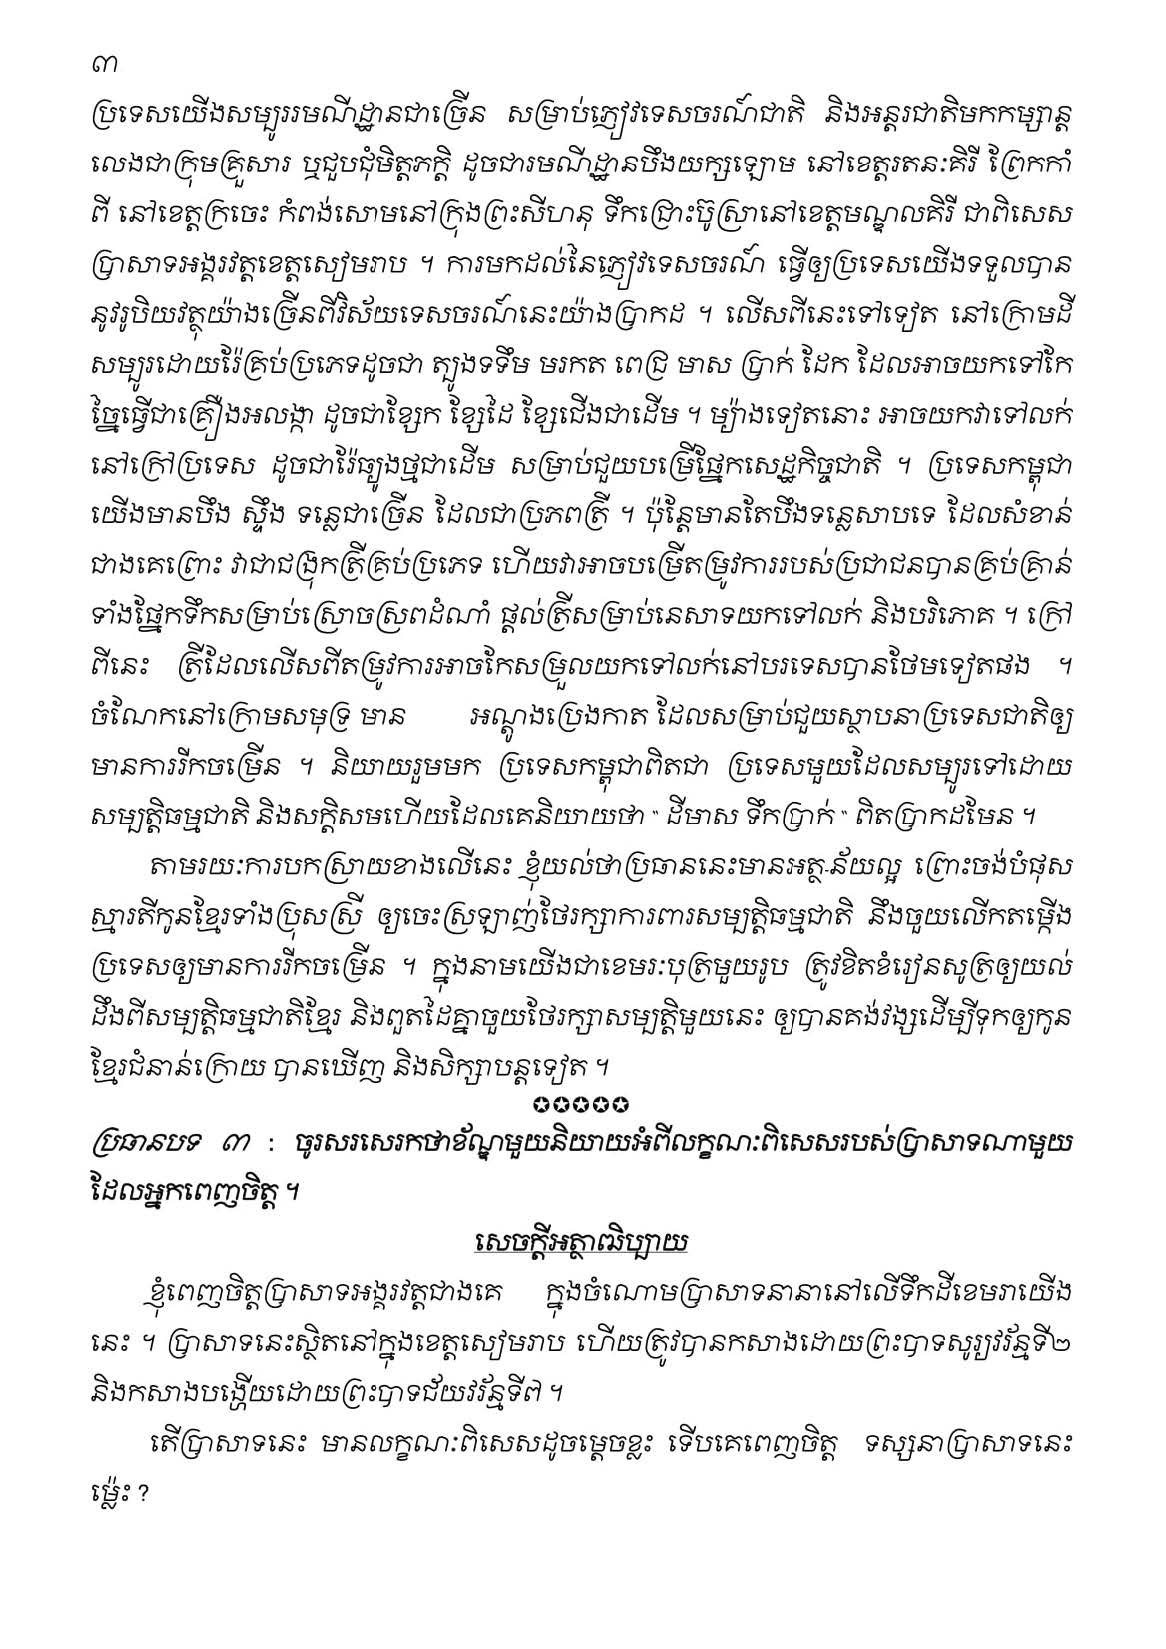 ៣
ប្រទេសយើងសម្បូររមណីដ្ឋានជាច្រើន សម្រាប់ភ្ញៀវទេសចរណ៍ជាតិ និងអន្តរជាតិមកកម្សាន្ត
លេងជាក្រុមគ្រួសារ ឬជួបជុំមិត្តភក្តិ ដូចជារមណីដ្ឋានបឹងយក្សឡោម នៅខេត្តរតនៈគិរី ព្រែកកាំ
ពី នៅខេត្តក្រចេះ កំពង់សោមនៅក្រុងព្រះសីហនុ ទឹកជ្រោះប៊ូស្រានៅខេត្តមណ្ឌលគិរី ជាពិសេស
ប្រាសាទអង្គរវត្តខេត្តសៀមរាប ។ ការមកដល់នៃភ្ញៀវទេសចរណ៍ ធ្វើឲ្យប្រទេសយើងទទួលបាន
នូវរូបិយវត្ថុយ៉ាងច្រើនពីវិស័យទេសចរណ៍នេះយ៉ាងប្រាកដ ។ លើសពីនេះទៅទៀត នៅក្រោមដី
សម្បូរដោយរ៉ែគ្រប់ប្រភេទដូចជា ត្បូងទទឹម មរកត ពេជ្រ មាស ប្រាក់ ដែក ដែលអាចយកទៅកែ
ច្នៃធ្វើជាគ្រឿងអលង្កា ដូចជាខ្សែក ខ្សែដៃ ខ្សែជើងជាដើម ។ ម្យ៉ាងទៀតនោះ អាចយកវាទៅលក់
នៅក្រៅប្រទេស ដូចជារ៉ែធ្យូងថ្មជាដើម សម្រាប់ជួយបម្រើផ្នែកសេដ្ឋកិច្ចជាតិ ។ ប្រទេសកម្ពុជា
យើងមានបឹង ស្ទឹង ទន្លេជាច្រើន ដែលជាប្រភពត្រី ។ ប៉ុន្តែមានតែបឹងទន្លេសាបទេ ដែលសំខាន់
ជាងគេព្រោះ វាជាជង្រុកត្រីគ្រប់ប្រភេទ ហើយវាអាចបម្រើតម្រូវការរបស់ប្រជាជនបានគ្រប់គ្រាន់
ទាំងផ្នែកទឹកសម្រាប់ស្រោចស្រពដំណាំ ផ្តល់ត្រីសម្រាប់នេសាទយកទៅលក់ និងបរិភោគ ។ ក្រៅ
ពីនេះ ត្រីដែលលើសពីតម្រូវការអាចកែសម្រួលយកទៅលក់នៅបរទេសបានថែមទៀតផង ។
ចំណែកនៅក្រោមសមុទ្រ មាន អណ្តូងប្រេងកាត ដែលសម្រាប់ជួយស្ថាបនាប្រទេសជាតិឲ្យ
មានការរីកចម្រើន ។ និយាយរួមមក ប្រទេសកម្ពុជាពិតជា ប្រទេសមួយដែលសម្បូរទៅដោយ
សម្បត្តិធម្មជាតិ និងសក្តិសមហើយដែលគេនិយាយថា “ ដីមាស ទឹកប្រាក់ ” ពិតប្រាកដមែន ។
តាមរយៈការបកស្រាយខាងលើនេះ ខ្ញុំយល់ថាប្រធាននេះមានអត្ថ-ន័យល្អ ព្រោះចង់បំផុស
ស្មារតីកូនខ្មែរទាំងប្រុសស្រី ឲ្យចេះស្រឡាញ់ថែរក្សាការពារសម្បត្តិធម្មជាតិ នឹងចួយលើកតម្កើង
ប្រទេសឲ្យមានការរីកចម្រើន ។ ក្នុងនាមយើងជាខេមរៈបុត្រមួយរូប ត្រូវខិតខំរៀនសូត្រឲ្យយល់
ដឹងពីសម្បត្តិធម្មជាតិខ្មែរ និងពួតដៃគ្នាចួយថែរក្សាសម្បត្តិមួយនេះ ឲ្យបានគង់វង្សដើម្បីទុកឲ្យកូន
ខ្មែរជំនាន់ក្រោយ បានឃើញ និងសិក្សាបន្តទៀត ។
✪✪✪✪✪
ប្រធានបទ ៣ : ចូរសរសេរកថាខ័ណ្ឌមួយនិយាយអំពីលក្ខណៈពិសេសរបស់ប្រាសាទណាមួយ
ដែលអ្នកពេញចិត្ត ។
សេចក្តីអត្ថាធិប្បាយ
ខ្ញុំពេញចិត្តប្រាសាទអង្គរវត្តជាងគេ ក្នុងចំណោមប្រាសាទនានានៅលើទឹកដីខេមរាយើង
នេះ ។ ប្រាសាទនេះស្ថិតនៅក្នុងខេត្តសៀមរាប ហើយត្រូវបានកសាងដោយព្រះបាទសូរ្យវរ័ន្មទី២
និងកសាងបង្ហើយដោយព្រះបាទជ័យវរ័ន្មទី៧ ។
តើប្រាសាទនេះ មានលក្ខណៈពិសេសដូចម្តេចខ្លះ ទើបគេពេញចិត្ត ទស្សនាប្រាសាទនេះ
ម៉្លេះ ?